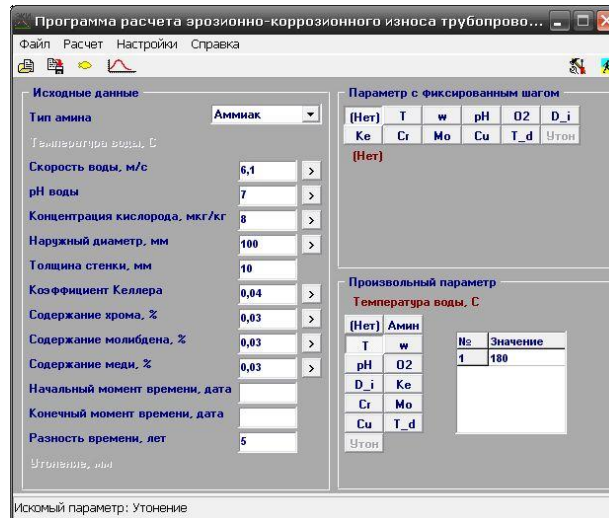 Программа расчета эрозионно-коррозионного износа трубопрово...
Файл Расчет Настройки Справка
Исходные данные
Тип амина Аммиак
Температура воды, С
Скорость воды, м/с 6,1 >
pH воды 7 >
Концентрация кислорода, мкг/кг 8 >
Наружный диаметр, мм 100 >
Толщина стенки, мм 10
Коэффициент Келлера 0,04 >
Содержание хрома, % 0,03 >
Содержание молибдена, % 0,03 >
Содержание меди, % 0,03 >
Начальный момент времени, дата
Конечный момент времени, дата
Разность времени, лет 5
Утонение, мм
Параметр с фиксированным шагом
(Нет) T w pH O2 D_i
Ke Cr Mo Cu T_d Утон
(Нет)
Произвольный параметр
Температура воды, С
(Нет) Амин
T w
pH O2
D_i Ke
Cr Mo
Cu T_d
Утон
№ Значение
1 180
Искомый параметр: Утонение